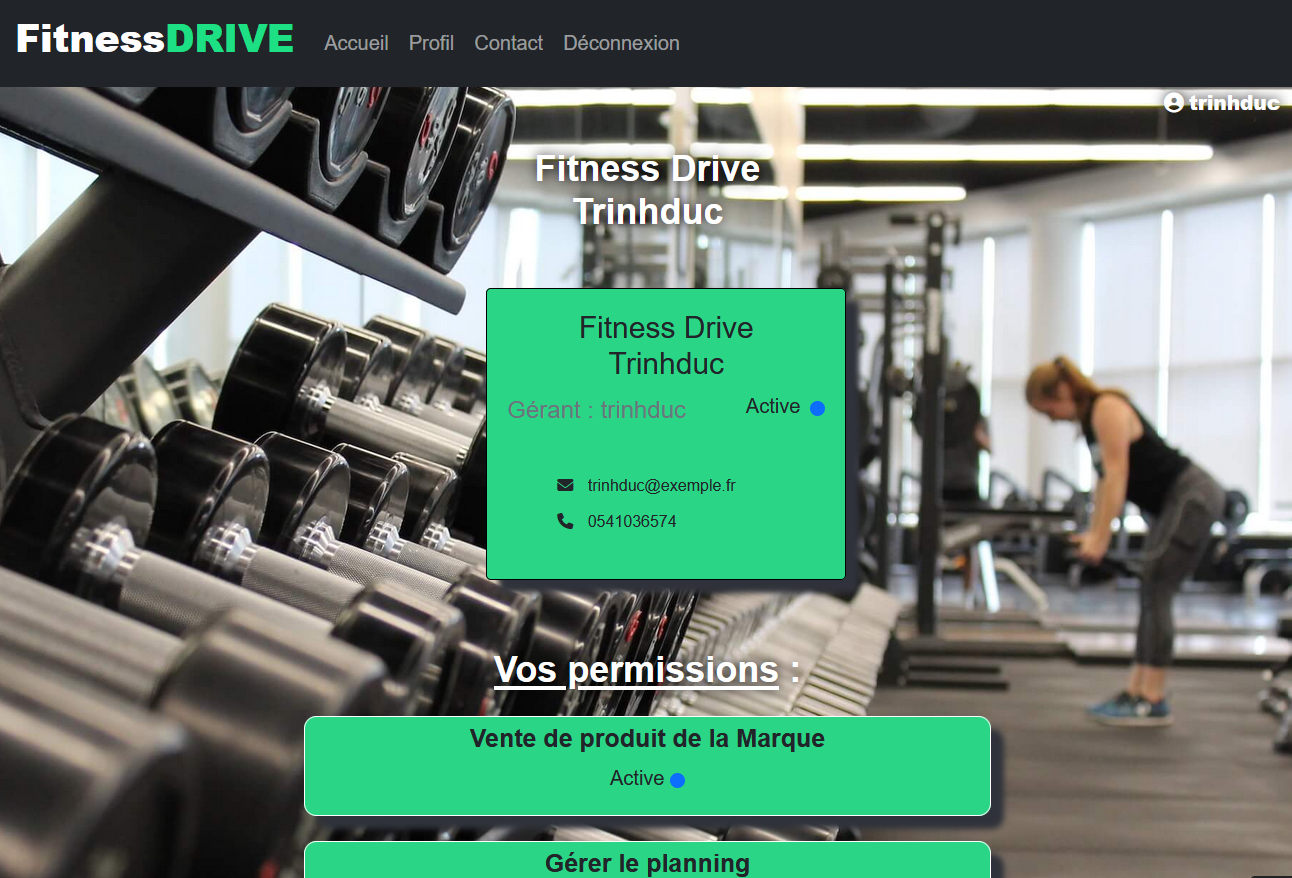 FitnessDRIVE Accueil Profil Contact Déconnexion
trinhduc
Fitness Drive
Trinhduc
Fitness Drive
Trinhduc
Gérant : trinhduc Active
trinhduc@exemple.fr
0541036574
Vos permissions :
Vente de produit de la Marque
Active
Gérer le planning